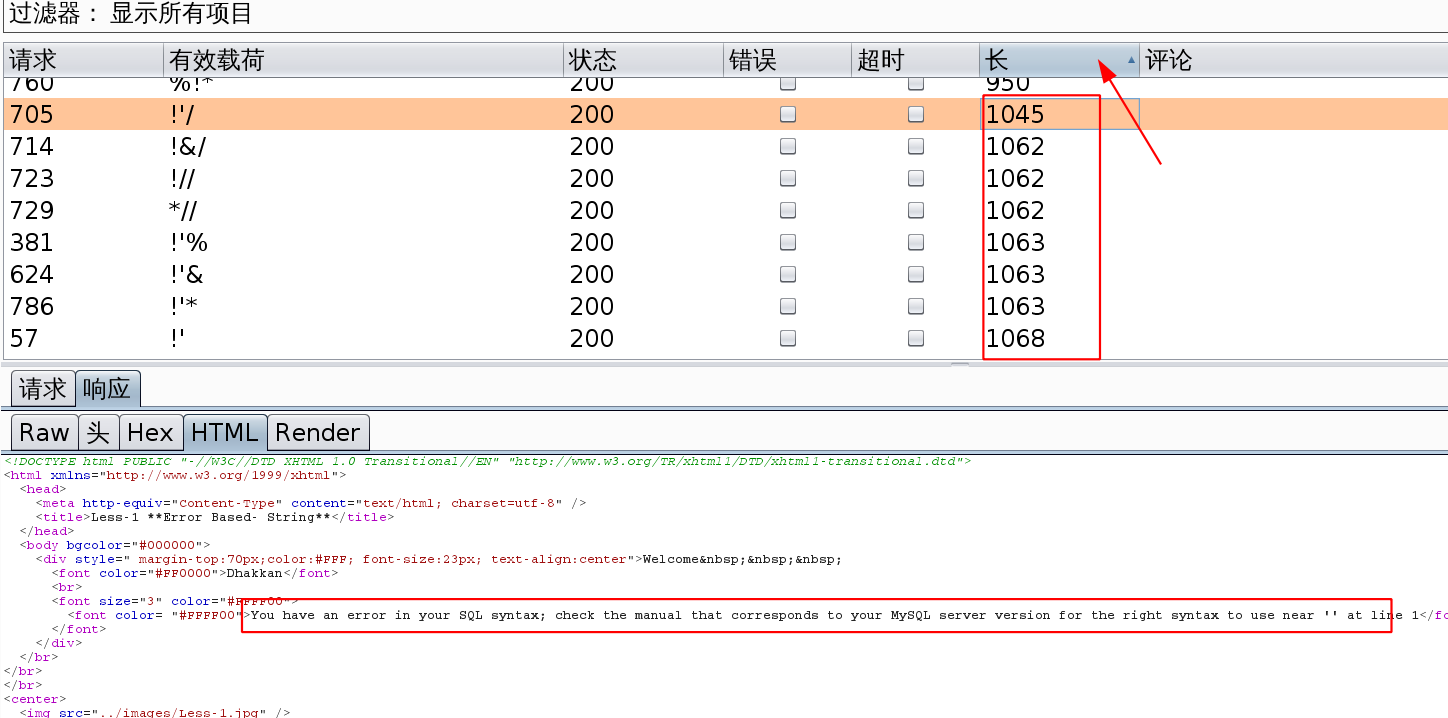 过滤器： 显示所有项目
请求 有效载荷 状态 错误 超时 长 评论
760 %!* 200 950
705 !'/ 200 1045
714 !&/ 200 1062
723 !// 200 1062
729 *// 200 1062
381 !'% 200 1063
624 !'& 200 1063
786 !'* 200 1063
57 !' 200 1068
请求 响应
Raw 头 Hex HTML Render
<!DOCTYPE html PUBLIC "-//W3C//DTD XHTML 1.0 Transitional//EN" "http://www.w3.org/TR/xhtml1/DTD/xhtml1-transitional.dtd">
<html xmlns="http://www.w3.org/1999/xhtml">
<head>
<meta http-equiv="Content-Type" content="text/html; charset=utf-8" />
<title>Less-1 **Error Based- String**</title>
</head>
<body bgcolor="#000000">
<div style=" margin-top:70px;color:#FFF; font-size:23px; text-align:center">Welcome&nbsp;&nbsp;&nbsp;
<font color="#FF0000">Dhakkan</font>
<br>
<font size="3" color="#FFFF00">
<font color= "#FFFF00">You have an error in your SQL syntax; check the manual that corresponds to your MySQL server version for the right syntax to use near '' at line 1</fo
</font>
</div>
</br>
</br>
</br>
<center>
<img src="../images/Less-1.jpg" />